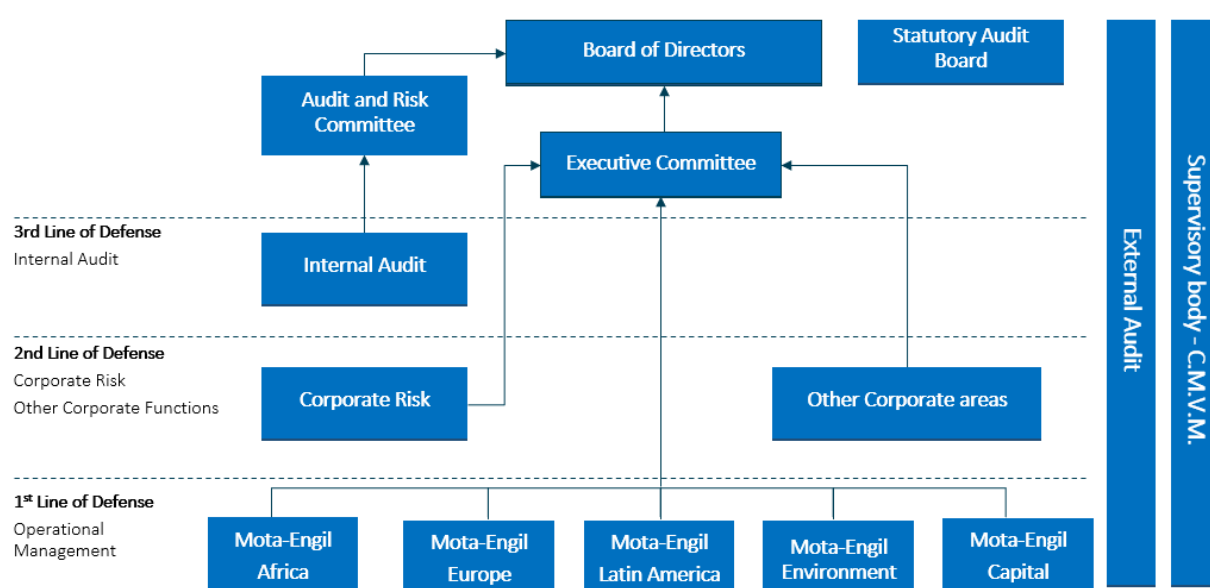 Board of Directors
Statutory Audit
Board
Audit and Risk
Committee
Executive Committee
3rd Line of Defense
Internal Audit
Internal Audit
2nd Line of Defense
Corporate Risk
Other Corporate Functions
Corporate Risk
Other Corporate areas
1st Line of Defense
Operational
Management
Mota-Engil
Africa
Mota-Engil
Europe
Mota-Engil
Latin America
Mota-Engil
Environment
Mota-Engil
Capital
External Audit
Supervisory body - C.M.V.M.